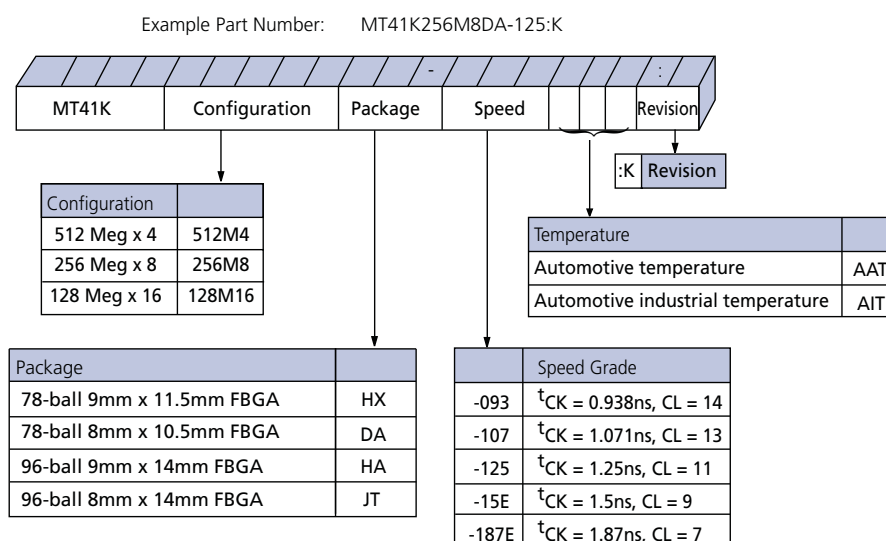 Example Part Number: MT41K256M8DA-125:K
- :
MT41K Configuration Package Speed Revision
:K Revision
Configuration
512 Meg x 4 512M4
256 Meg x 8 256M8
128 Meg x 16 128M16
Temperature
Automotive temperature AAT
Automotive industrial temperature AIT
Package
78-ball 9mm x 11.5mm FBGA HX
78-ball 8mm x 10.5mm FBGA DA
96-ball 9mm x 14mm FBGA HA
96-ball 8mm x 14mm FBGA JT
Speed Grade
-093 tCK = 0.938ns, CL = 14
-107 tCK = 1.071ns, CL = 13
-125 tCK = 1.25ns, CL = 11
-15E tCK = 1.5ns, CL = 9
-187E tCK = 1.87ns, CL = 7